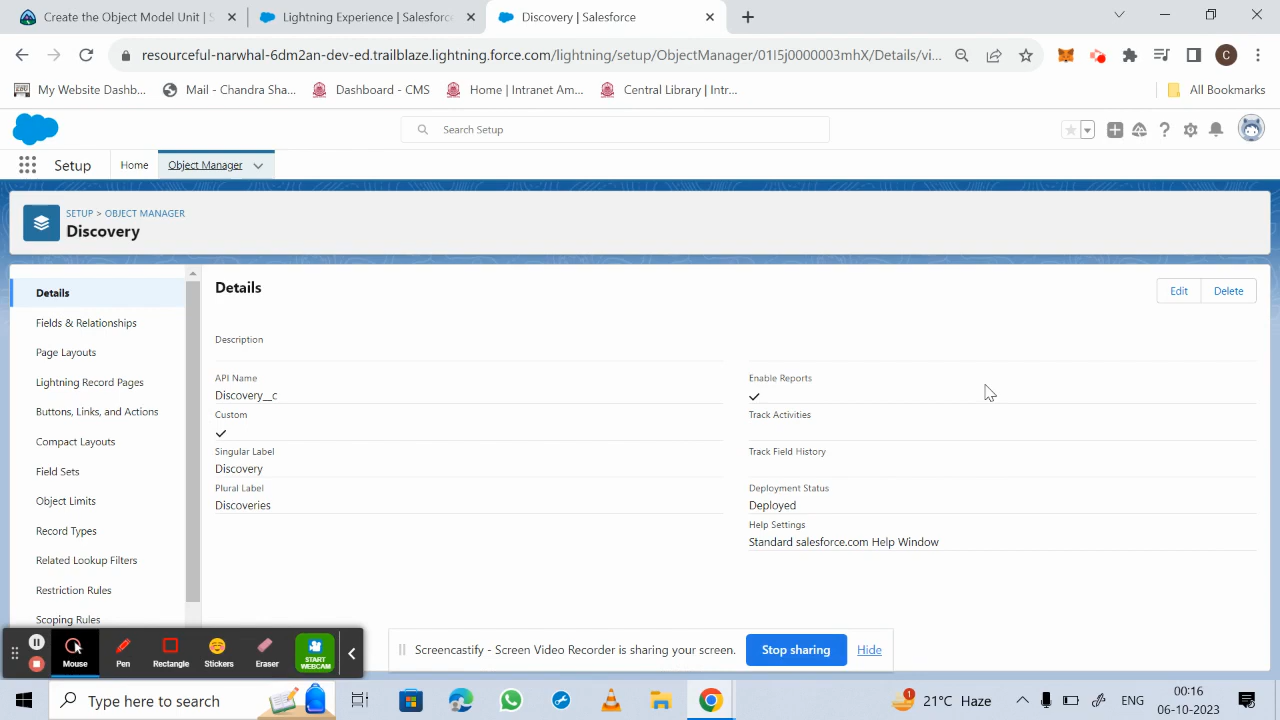 Create the Object Model Unit | S
Lightning Experience | Salesforce
Discovery | Salesforce
resourceful-narwhal-6dm2an-dev-ed.trailblaze.lightning.force.com/lightning/setup/ObjectManager/01I5j0000003mhX/Details/vi...
C
My Website Dashb...
Mail - Chandra Sha...
Dashboard - CMS
Home | Intranet Am...
Central Library | Intr...
All Bookmarks
Search Setup
Setup
Home
Object Manager
SETUP > OBJECT MANAGER
Discovery
Details
Fields & Relationships
Page Layouts
Lightning Record Pages
Buttons, Links, and Actions
Compact Layouts
Field Sets
Object Limits
Record Types
Related Lookup Filters
Restriction Rules
Scoping Rules
Details
Edit
Delete
Description
API Name
Discovery__c
Custom
Singular Label
Discovery
Plural Label
Discoveries
Enable Reports
Track Activities
Track Field History
Deployment Status
Deployed
Help Settings
Standard salesforce.com Help Window
Mouse
Pen
Rectangle
Stickers
Eraser
START
WEBCAM
Screencastify - Screen Video Recorder is sharing your screen.
Stop sharing
Hide
Type here to search
1
21°C Haze
ENG
00:16
06-10-2023